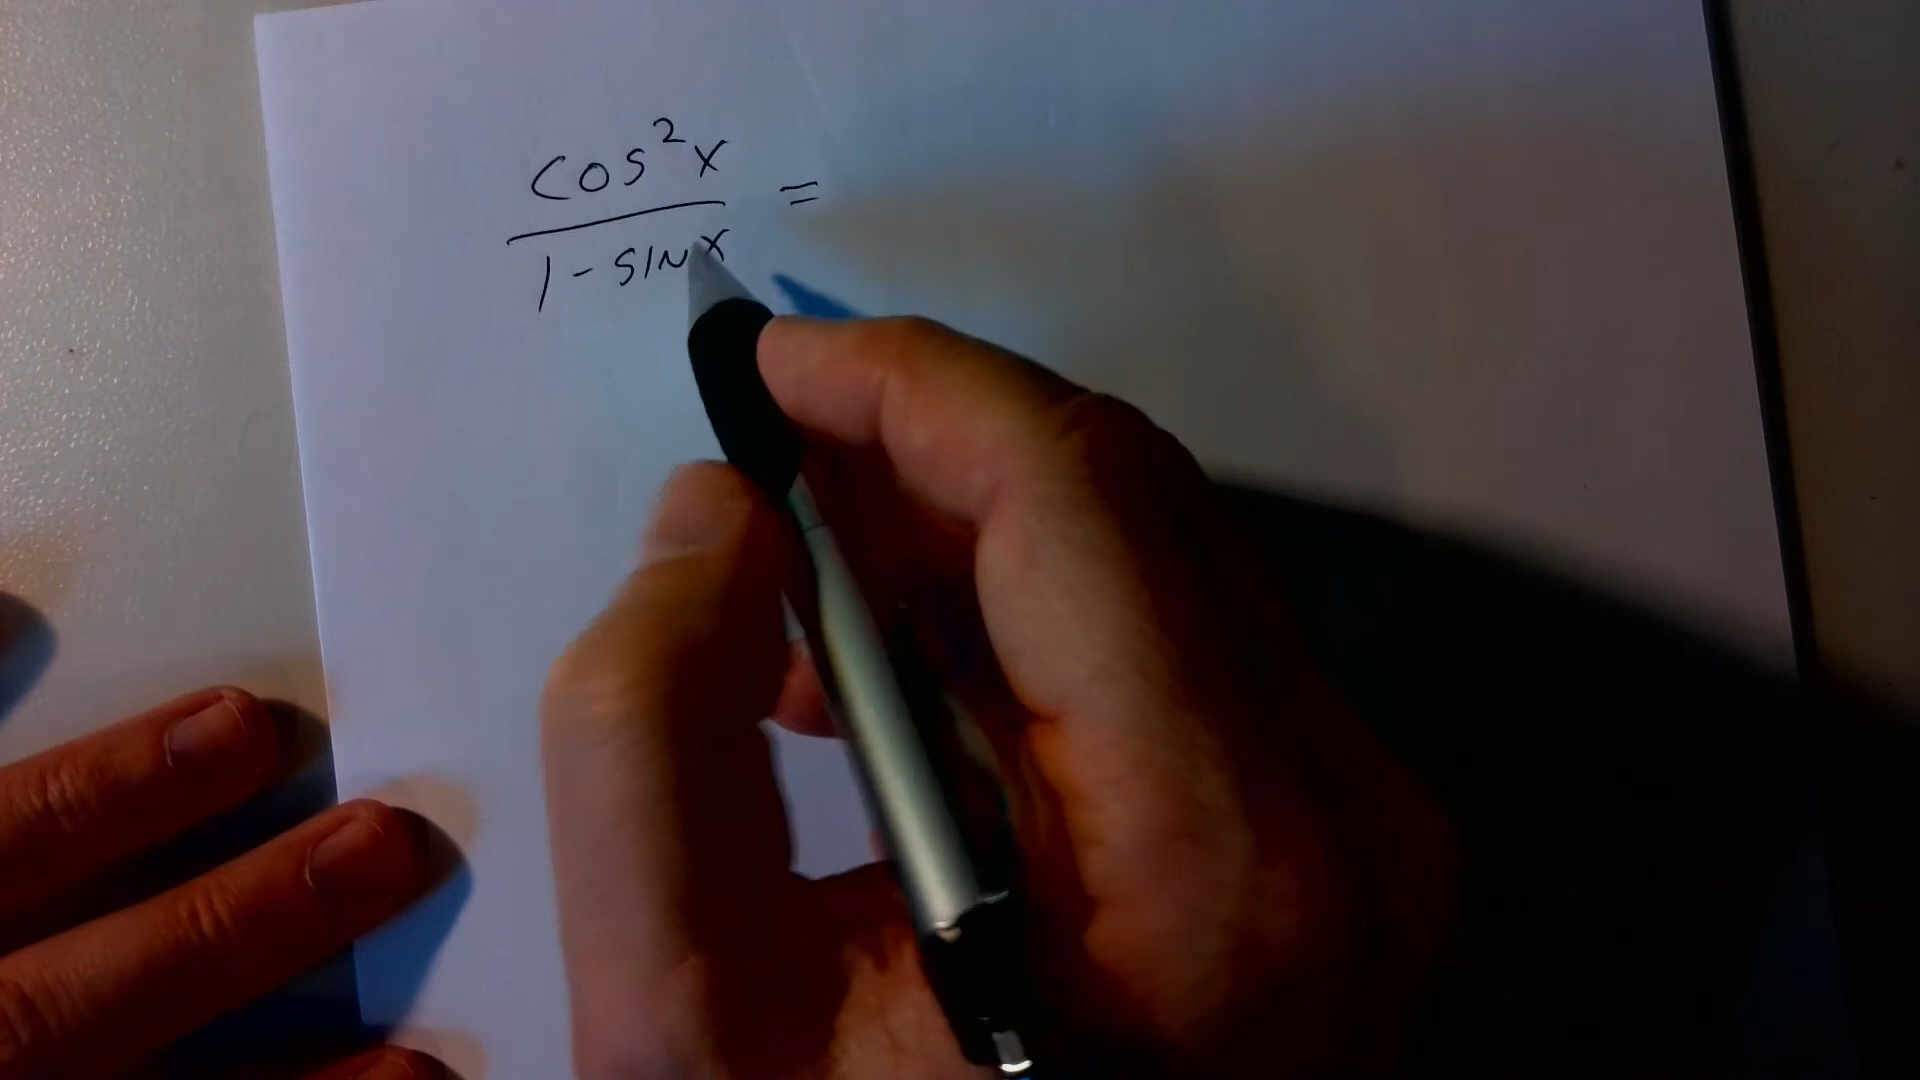 cos²x
/ 1 - sin x =